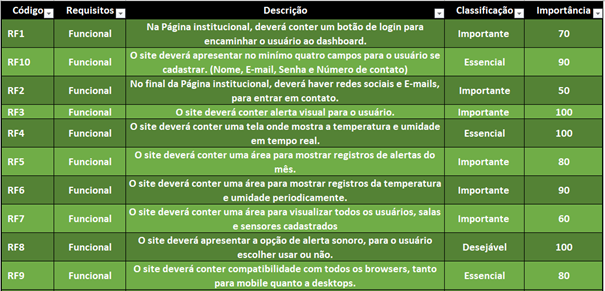 Código Requisitos Descrição Classificação Importância
RF1 Funcional Na Página institucional, deverá conter um botão de login para encaminhar o usuário ao dashboard. Importante 70
RF10 Funcional O site deverá apresentar no minímo quatro campos para o usuário se cadastrar. (Nome, E-mail, Senha e Número de contato) Essencial 90
RF2 Funcional No final da Página institucional, deverá haver redes sociais e E-mails, para entrar em contato. Importante 50
RF3 Funcional O site deverá conter alerta visual para o usuário. Importante 100
RF4 Funcional O site deverá conter uma tela onde mostra a temperatura e umidade em tempo real. Essencial 100
RF5 Funcional O site deverá conter uma área para mostrar registros de alertas do mês. Importante 80
RF6 Funcional O site deverá conter uma área para mostrar registros da temperatura e umidade periodicamente. Importante 90
RF7 Funcional O site deverá conter uma área para visualizar todos os usuários, salas e sensores cadastrados Importante 60
RF8 Funcional O site deverá apresentar a opção de alerta sonoro, para o usuário escolher usar ou não. Desejável 100
RF9 Funcional O site deverá conter compatibilidade com todos os browsers, tanto para mobile quanto a desktops. Essencial 80